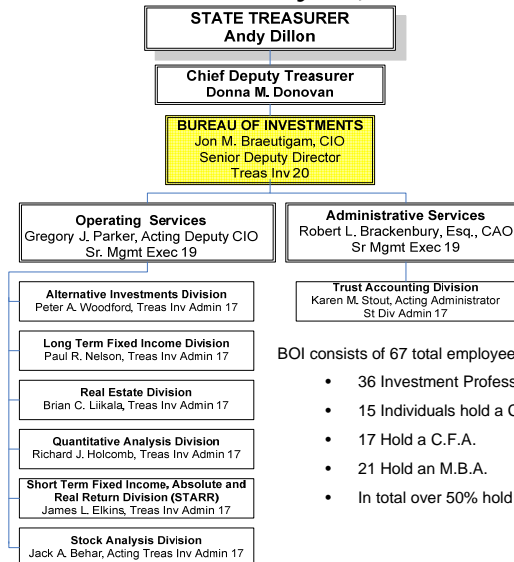 STATE TREASURER
Andy Dillon
Chief Deputy Treasurer
Donna M. Donovan
BUREAU OF INVESTMENTS
Jon M. Braeutigam, CIO
Senior Deputy Director
Treas Inv 20
Operating Services
Gregory J. Parker, Acting Deputy CIO
Sr. Mgmt Exec 19
Administrative Services
Robert L. Brackenbury, Esq., CAO
Sr Mgmt Exec 19
Alternative Investments Division
Peter A. Woodford, Treas Inv Admin 17
Long Term Fixed Income Division
Paul R. Nelson, Treas Inv Admin 17
Real Estate Division
Brian C. Liikala, Treas Inv Admin 17
Quantitative Analysis Division
Richard J. Holcomb, Treas Inv Admin 17
Short Term Fixed Income, Absolute and
Real Return Division (STARR)
James L. Elkins, Treas Inv Admin 17
Stock Analysis Division
Jack A. Behar, Acting Treas Inv Admin 17
Trust Accounting Division
Karen M. Stout, Acting Administrator
St Div Admin 17
BOI consists of 67 total employee
• 36 Investment Profess
• 15 Individuals hold a C
• 17 Hold a C.F.A.
• 21 Hold an M.B.A.
• In total over 50% hold